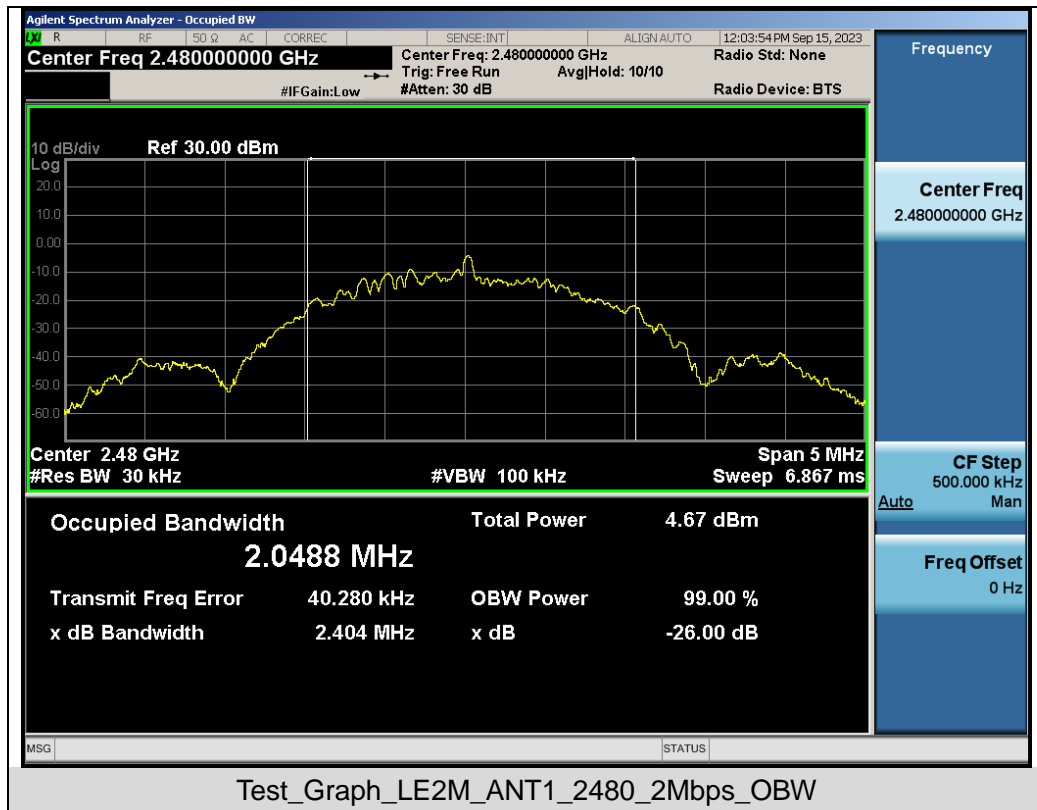 Agilent Spectrum Analyzer - Occupied BW
LXI R RF 50 Ω AC CORREC SENSE:INT ALIGN AUTO 12:03:54 PM Sep 15, 2023
Center Freq 2.480000000 GHz Center Freq: 2.480000000 GHz Radio Std: None
Trig: Free Run Avg|Hold: 10/10
#IFGain:Low #Atten: 30 dB Radio Device: BTS
Frequency
10 dB/div Ref 30.00 dBm
Log
20.0
10.0
0.00
-10.0
-20.0
-30.0
-40.0
-50.0
-60.0
Center 2.48 GHz Span 5 MHz
#Res BW 30 kHz #VBW 100 kHz Sweep 6.867 ms
Occupied Bandwidth Total Power 4.67 dBm
2.0488 MHz
Transmit Freq Error 40.280 kHz OBW Power 99.00 %
x dB Bandwidth 2.404 MHz x dB -26.00 dB
Center Freq
2.480000000 GHz
CF Step
500.000 kHz
Auto Man
Freq Offset
0 Hz
MSG STATUS
Test_Graph_LE2M_ANT1_2480_2Mbps_OBW